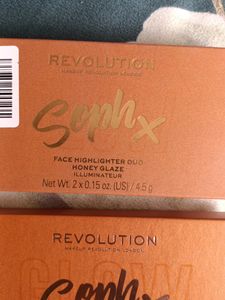 REVOLUTION
MAKEUP REVOLUTION LONDON
Soph x
FACE HIGHLIGHTER DUO
HONEY GLAZE
ILLUMINATEUR
Net Wt. 2 x 0.15 oz. (US) / 4.5 g
REVOLUTION
MAKEUP REVOLUTION LONDON
Soph x